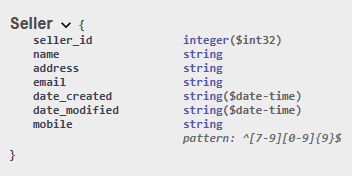 Seller {
seller_id integer($int32)
name string
address string
email string
date_created string($date-time)
date_modified string($date-time)
mobile string
pattern: ^[7-9][0-9]{9}$
}